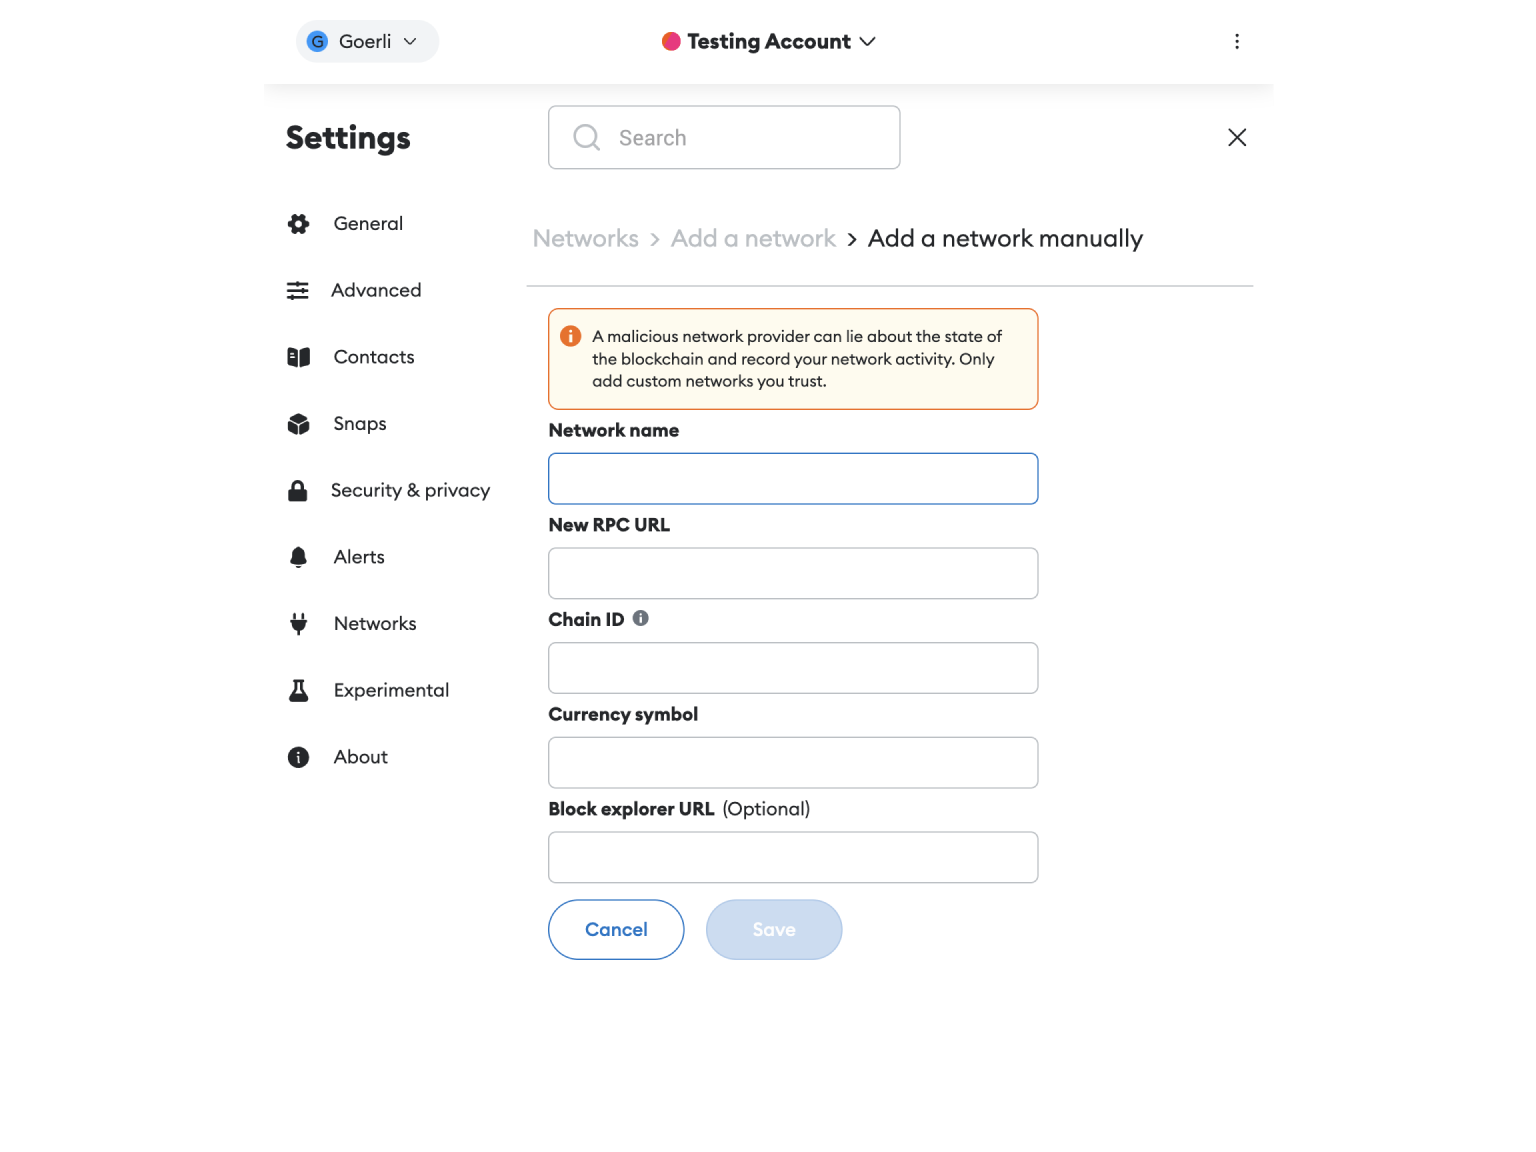 G Goerli
Testing Account
Settings
Search
General
Advanced
Contacts
Snaps
Security & privacy
Alerts
Networks
Experimental
About
Networks > Add a network > Add a network manually
A malicious network provider can lie about the state of
the blockchain and record your network activity. Only
add custom networks you trust.
Network name
New RPC URL
Chain ID
Currency symbol
Block explorer URL (Optional)
Cancel
Save